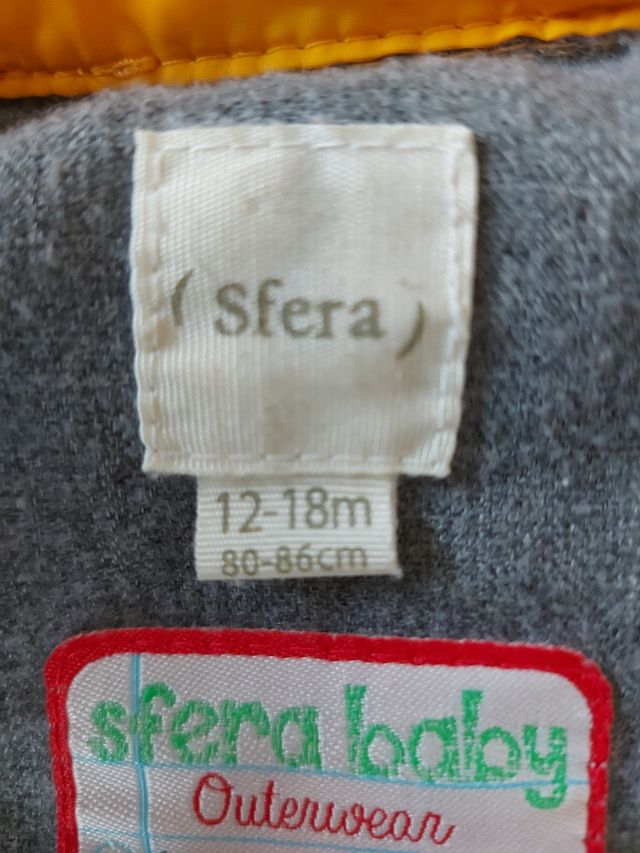 ( Sfera )
12-18m
80-86cm
sfera baby
Outerwear